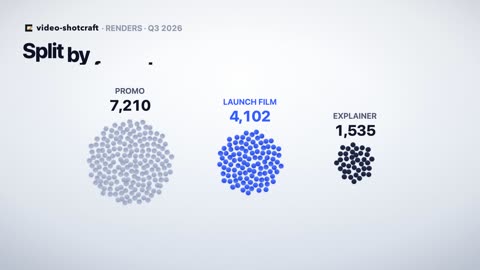 video-shotcraft · RENDERS · Q3 2026
Split by
PROMO
7,210
LAUNCH FILM
4,102
EXPLAINER
1,535